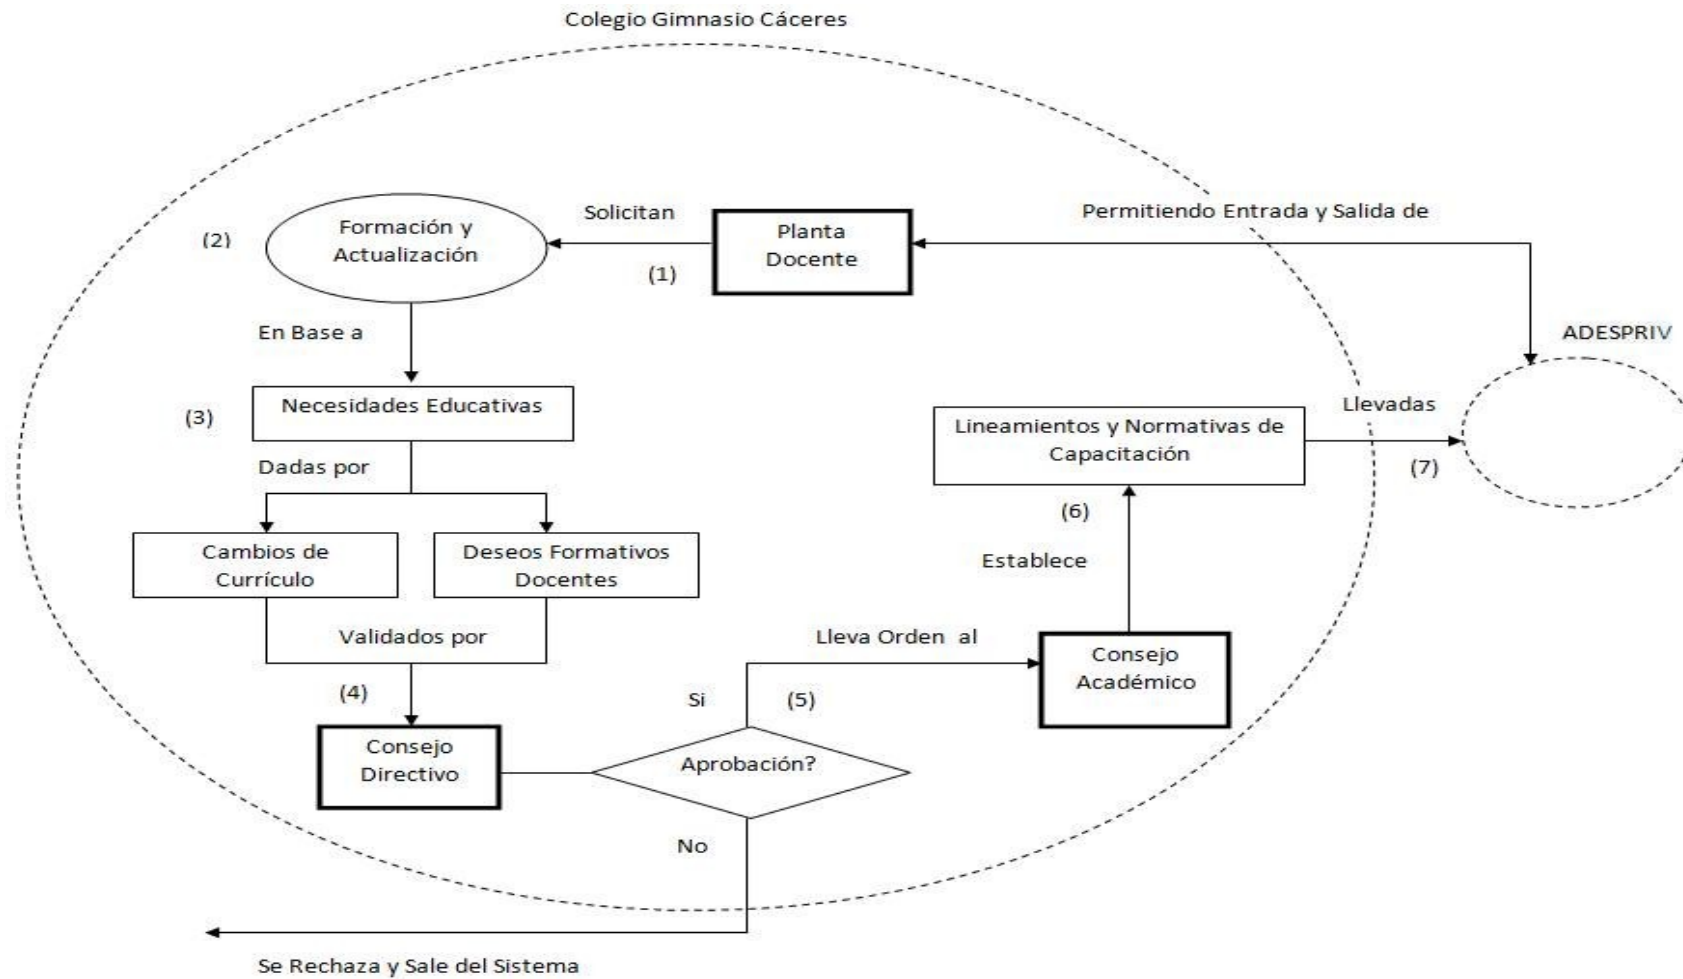 Colegio Gimnasio Cáceres
Solicitan
Permitiendo Entrada y Salida de
(2)
Formación y
Actualización
Planta
Docente
(1)
En Base a
ADESPRIV
(3)
Necesidades Educativas
Llevadas
Lineamientos y Normativas de
Capacitación
(7)
Dadas por
(6)
Cambios de
Currículo
Deseos Formativos
Docentes
Establece
Validados por
Lleva Orden al
Consejo
Académico
(4)
Si
(5)
Consejo
Directivo
Aprobación?
No
Se Rechaza y Sale del Sistema